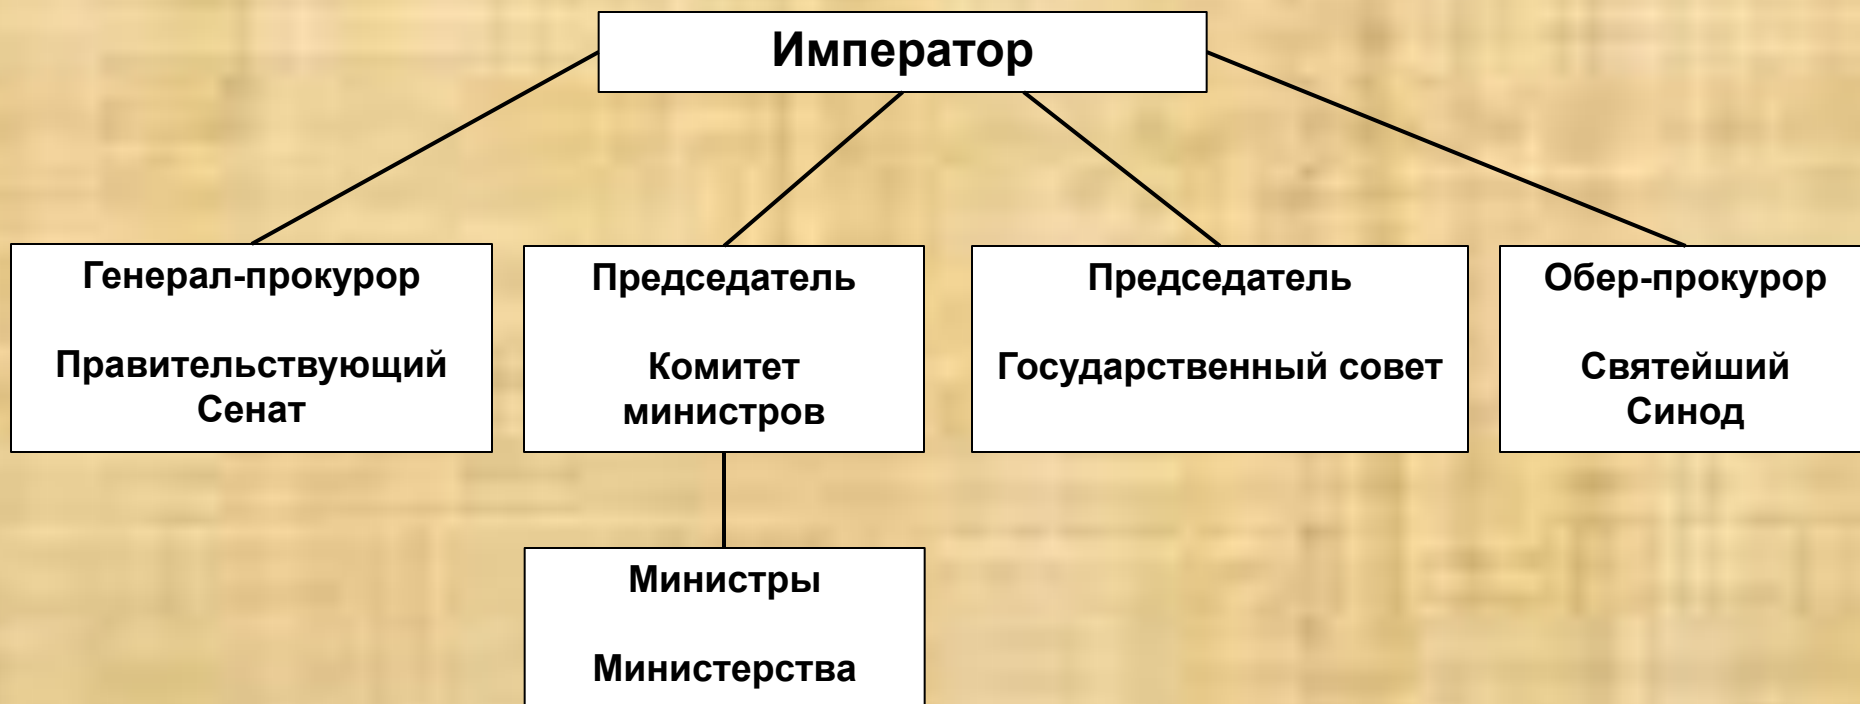 Император
Генерал-прокурор
Правительствующий
Сенат
Председатель
Комитет
министров
Председатель
Государственный совет
Обер-прокурор
Святейший
Синод
Министры
Министерства